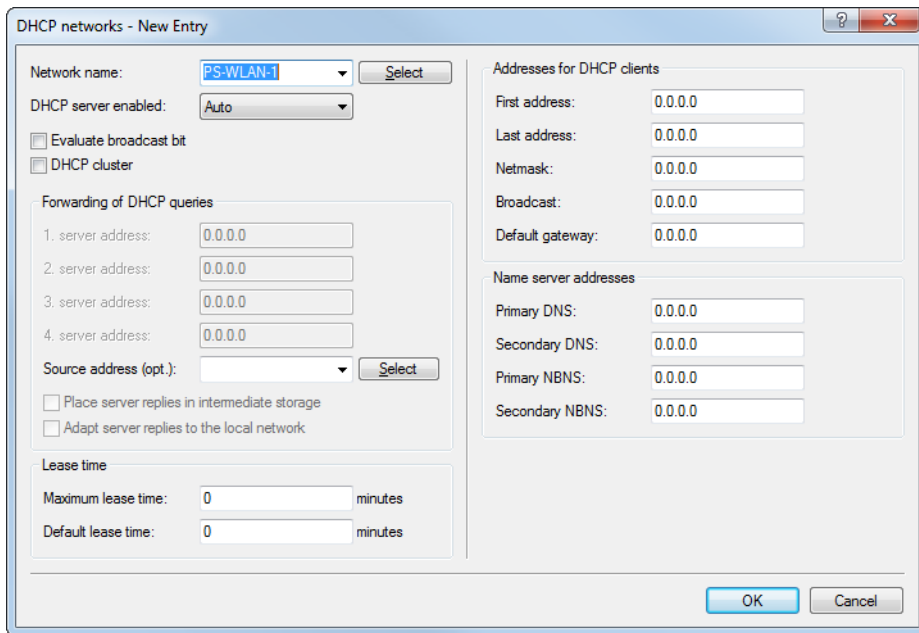 DHCP networks - New Entry
Network name: PS-WLAN-1 Select
DHCP server enabled: Auto
Evaluate broadcast bit
DHCP cluster
Forwarding of DHCP queries
1. server address: 0.0.0.0
2. server address: 0.0.0.0
3. server address: 0.0.0.0
4. server address: 0.0.0.0
Source address (opt.): Select
Place server replies in intermediate storage
Adapt server replies to the local network
Lease time
Maximum lease time: 0 minutes
Default lease time: 0 minutes
Addresses for DHCP clients
First address: 0.0.0.0
Last address: 0.0.0.0
Netmask: 0.0.0.0
Broadcast: 0.0.0.0
Default gateway: 0.0.0.0
Name server addresses
Primary DNS: 0.0.0.0
Secondary DNS: 0.0.0.0
Primary NBNS: 0.0.0.0
Secondary NBNS: 0.0.0.0
OK Cancel